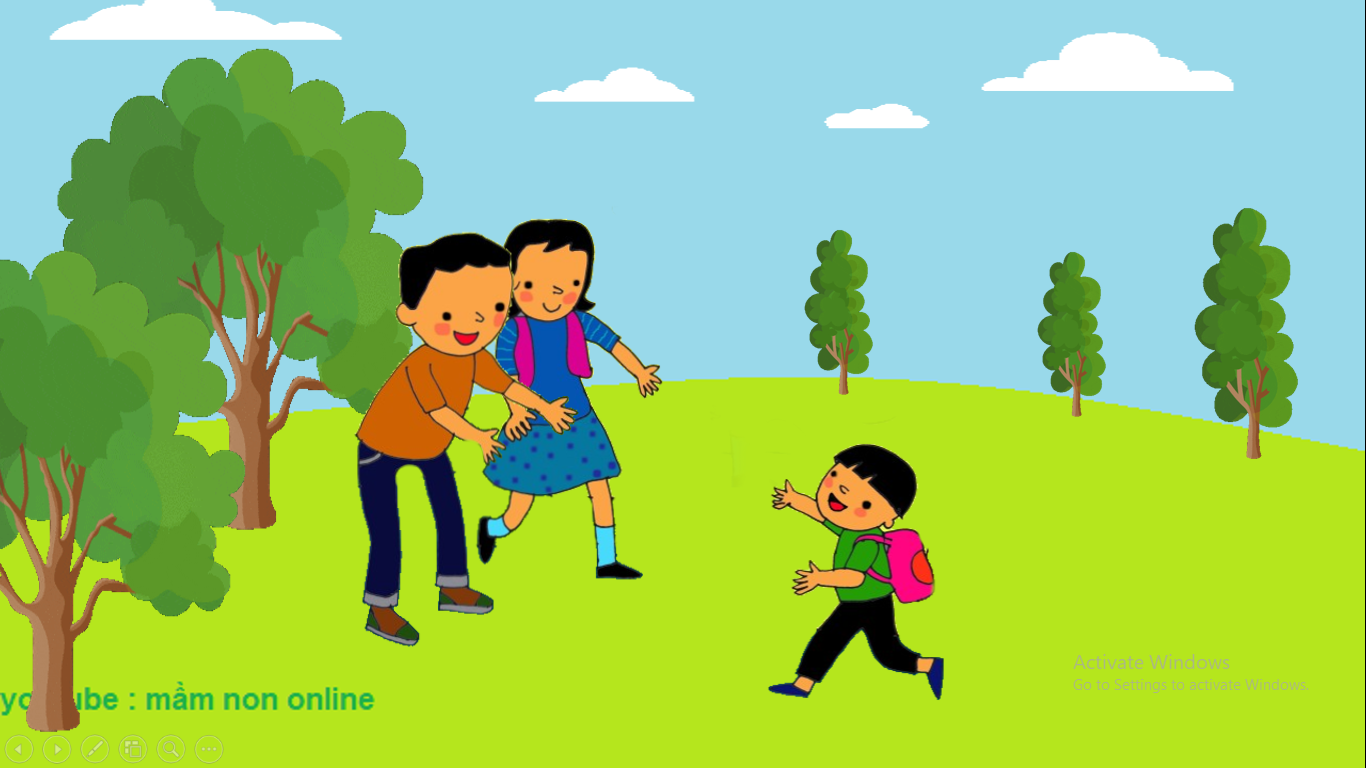 Activate Windows
Go to Settings to activate Windows.
youtube : mầm non online